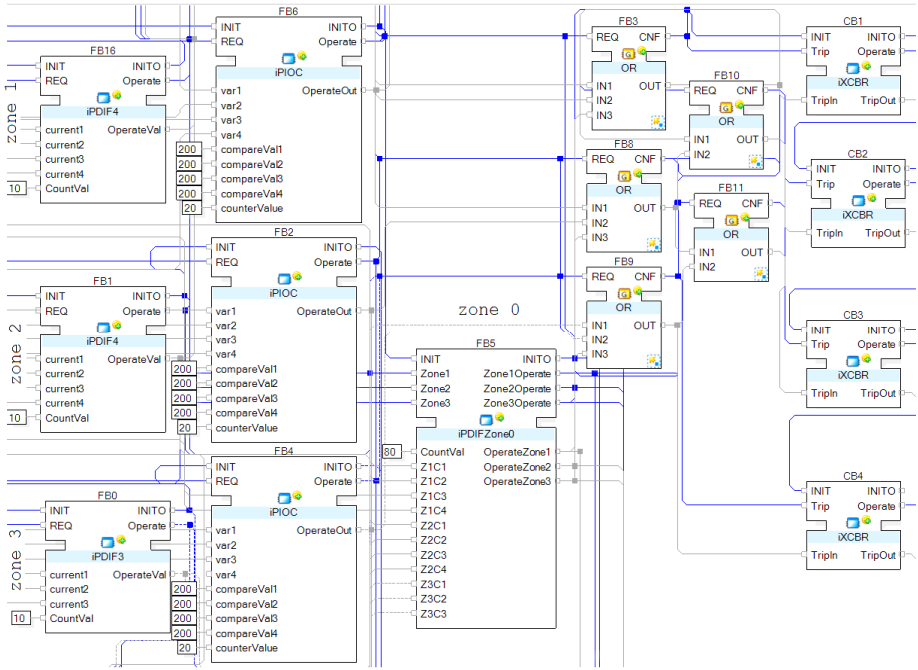 zone 1
FB16
INIT INITO
REQ Operate
iPDIF4
current1 OperateVal
current2
current3
current4
10 CountVal
zone 2
FB1
INIT INITO
REQ Operate
iPDIF4
current1 OperateVal
current2
current3
current4
10 CountVal
zone 3
FB0
INIT INITO
REQ Operate
iPDIF3
current1 OperateVal
current2
current3
10 CountVal
FB6
INIT INITO
REQ Operate
iPIOC
var1 OperateOut
var2
var3
var4
200 compareVal1
200 compareVal2
200 compareVal3
200 compareVal4
20 counterValue
FB2
INIT INITO
REQ Operate
iPIOC
var1 OperateOut
var2
var3
var4
200 compareVal1
200 compareVal2
200 compareVal3
200 compareVal4
20 counterValue
FB4
INIT INITO
REQ Operate
iPIOC
var1 OperateOut
var2
var3
var4
200 compareVal1
200 compareVal2
200 compareVal3
200 compareVal4
20 counterValue
zone 0
FB5
INIT INITO
Zone1 Zone1Operate
Zone2 Zone2Operate
Zone3 Zone3Operate
iPDIFZone0
80 CountVal OperateZone1
Z1C1 OperateZone2
Z1C2 OperateZone3
Z1C3
Z1C4
Z2C1
Z2C2
Z2C3
Z2C4
Z3C1
Z3C2
Z3C3
FB3
REQ CNF
G
OR
IN1 OUT
IN2
IN3
FB10
REQ CNF
G
OR
IN1 OUT
IN2
FB8
REQ CNF
G
OR
IN1 OUT
IN2
IN3
FB11
REQ CNF
G
OR
IN1 OUT
IN2
FB9
REQ CNF
G
OR
IN1 OUT
IN2
IN3
CB1
INIT INITO
Trip Operate
iXCBR
TripIn TripOut
CB2
INIT INITO
Trip Operate
iXCBR
TripIn TripOut
CB3
INIT INITO
Trip Operate
iXCBR
TripIn TripOut
CB4
INIT INITO
Trip Operate
iXCBR
TripIn TripOut